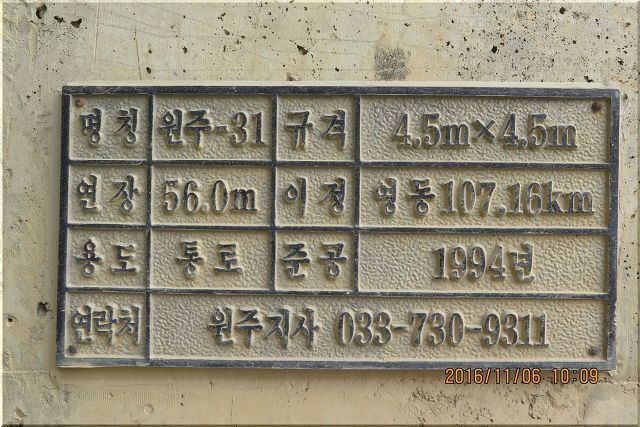 명칭 원주-31 규격 4.5m×4.5m
연장 56.0m 이정 영동107.16km
용도 통로 준공 1994년
연락처 원주지사 033-730-9311
2016/11/06 10:09